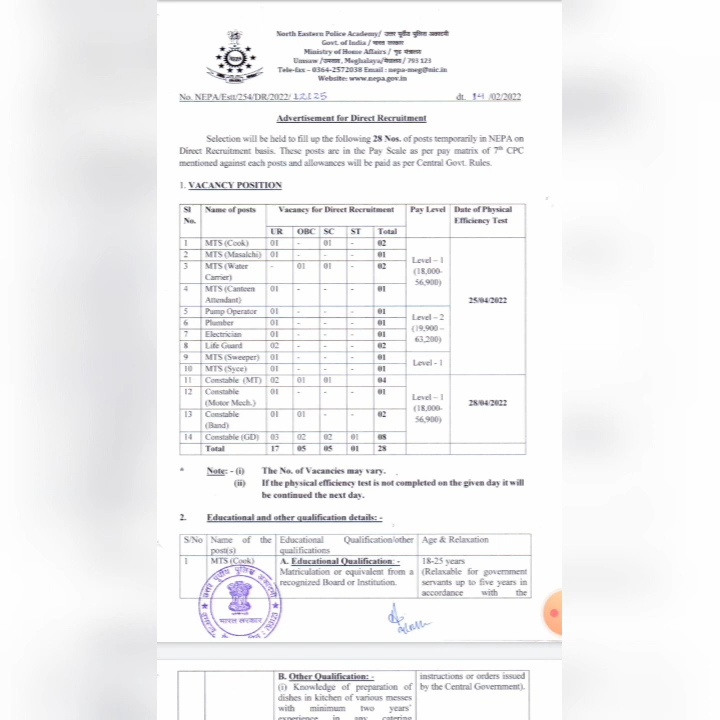 North Eastern Police Academy/ उत्तर पूर्वीय पुलिस अकादमी
Govt. of India / भारत सरकार
Ministry of Home Affairs / गृह मंत्रालय
Umsaw /उमसाव, Meghalaya/मेघालय/ 793 123
Tele-fax - 0364-2572038 Email : nepa-meg@nic.in
Website: www.nepa.gov.in
No. NEPA/Estt/254/DR/2022/ 12125 dt. 14 /02/2022
Advertisement for Direct Recruitment
Selection will be held to fill up the following 28 Nos. of posts temporarily in NEPA on
Direct Recruitment basis. These posts are in the Pay Scale as per pay matrix of 7th CPC
mentioned against each posts and allowances will be paid as per Central Govt. Rules.
1. VACANCY POSITION
Sl No. Name of posts Vacancy for Direct Recruitment Pay Level Date of Physical Efficiency Test
UR OBC SC ST Total
1 MTS (Cook) 01 - 01 - 02
2 MTS (Masalchi) 01 - - - 01
3 MTS (Water Carrier) - 01 01 - 02
4 MTS (Canteen Attendant) 01 - - - 01
Level – 1 (18,000- 56,900)
25/04/2022
5 Pump Operator 01 - - - 01
6 Plumber 01 - - - 01
7 Electrician 01 - - - 01
8 Life Guard 02 - - - 02
Level – 2 (19,900 – 63,200)
9 MTS (Sweeper) 01 - - - 01
10 MTS (Syce) 01 - - - 01
Level - 1
11 Constable (MT) 02 01 01 04
12 Constable (Motor Mech.) 01 - - - 01
13 Constable (Band) 01 01 - - 02
14 Constable (GD) 03 02 02 01 08
Level – 1 (18,000- 56,900)
28/04/2022
Total 17 05 05 01 28
* Note: - (i) The No. of Vacancies may vary.
(ii) If the physical efficiency test is not completed on the given day it will
be continued the next day.
2. Educational and other qualification details: -
S/No Name of the post(s) Educational Qualification/other qualifications Age & Relaxation
1 MTS (Cook) A. Educational Qualification: - 18-25 years
Matriculation or equivalent from a (Relaxable for government
recognized Board or Institution. servants up to five years in
accordance with the
भारत सरकार
B. Other Qualification: - instructions or orders issued
(i) Knowledge of preparation of by the Central Government).
dishes in kitchen of various messes
with minimum two years'
experience in any catering